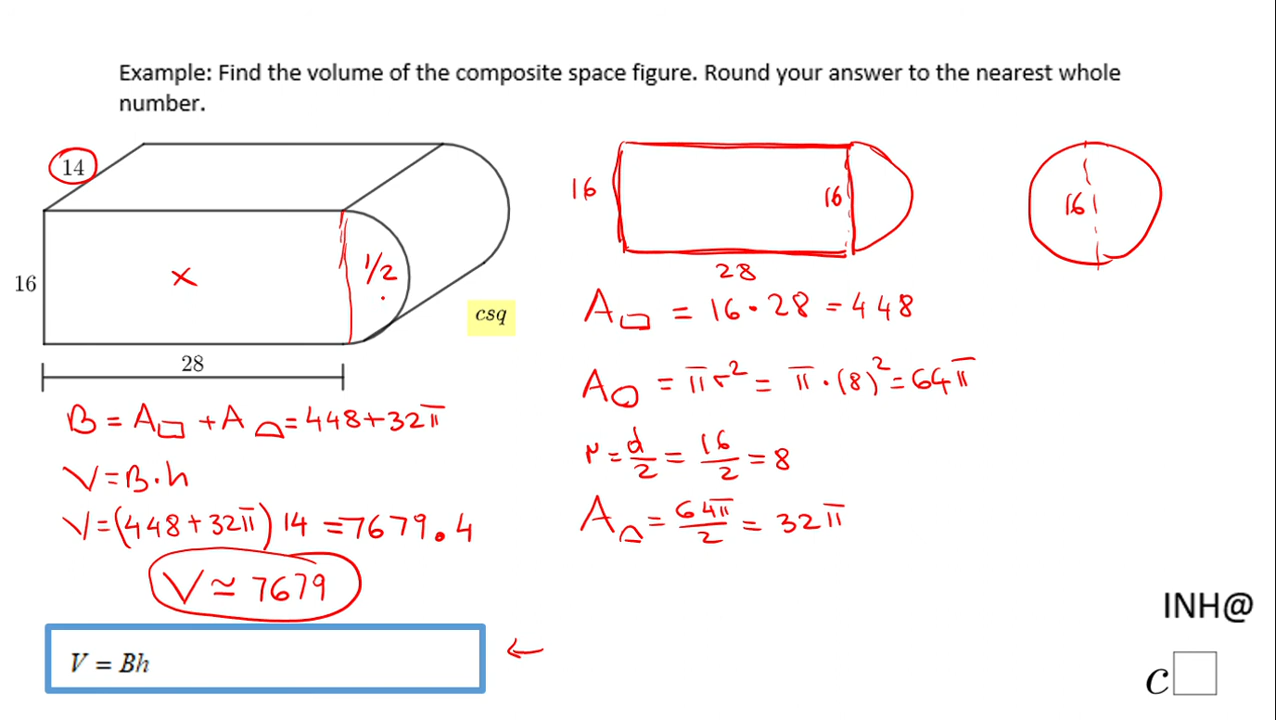 Example: Find the volume of the composite space figure. Round your answer to the nearest whole
number.
14
16
1/2
28
csq
16
16
28
16
A▭ = 16 · 28 = 448
A○ = πr² = π · (8)² = 64π
r = d/2 = 16/2 = 8
A⌓ = 64π/2 = 32π
B = A▭ + A⌓ = 448 + 32π
V = B · h
V = (448 + 32π) 14 = 7679.4
V ≃ 7679
V = Bh
←
INH@
c□